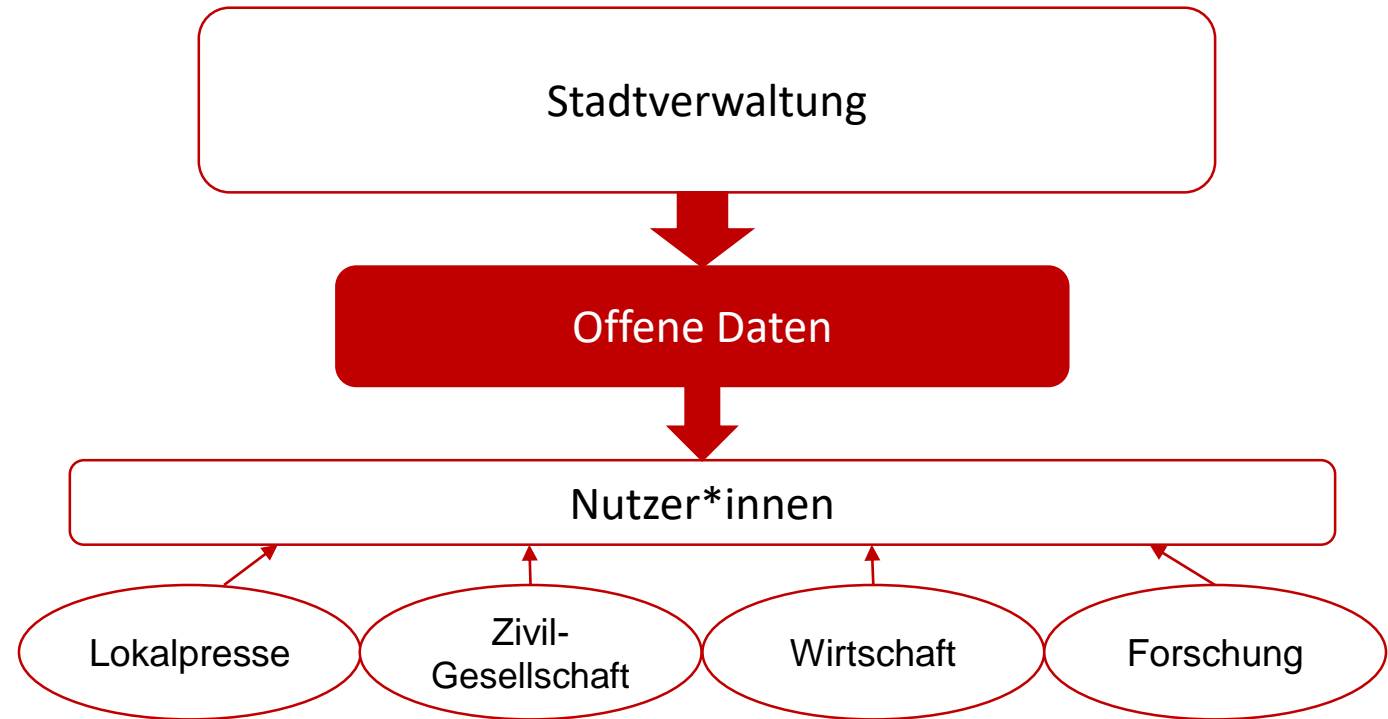 Stadtverwaltung
Offene Daten
Nutzer*innen
Lokalpresse
Zivil-
Gesellschaft
Wirtschaft
Forschung